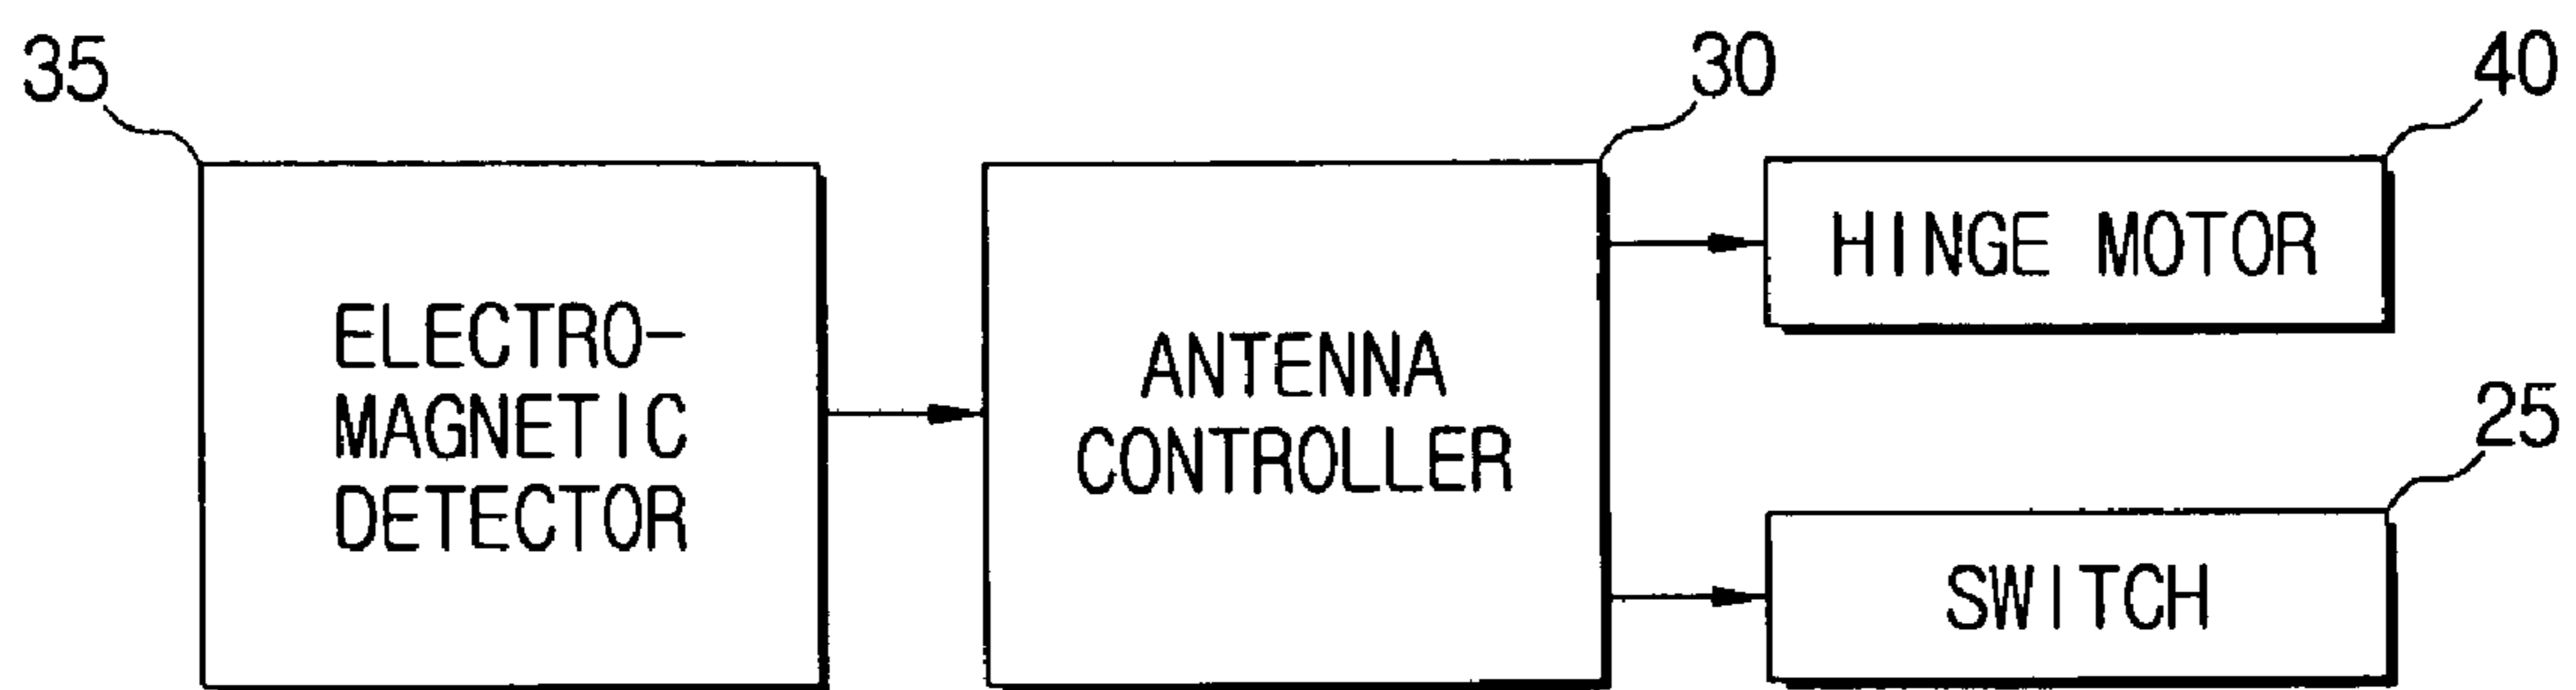 35
30
40
ELECTRO-
MAGNETIC
DETECTOR
ANTENNA
CONTROLLER
HINGE MOTOR
25
SWITCH